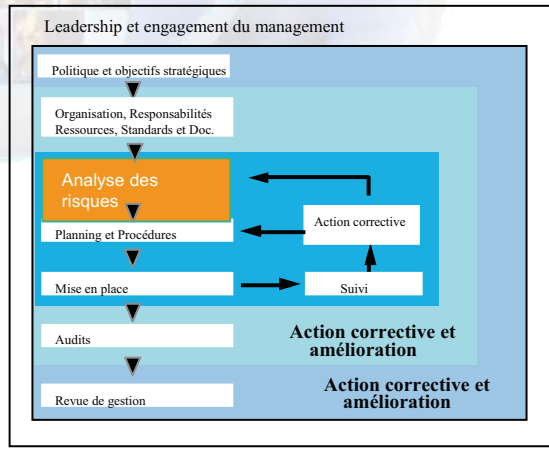 Leadership et engagement du management
Politique et objectifs stratégiques
Organisation, Responsabilités
Ressources, Standards et Doc.
Analyse des
risques
Planning et Procédures
Action corrective
Mise en place
Suivi
Audits
Action corrective et
amélioration
Revue de gestion
Action corrective et
amélioration